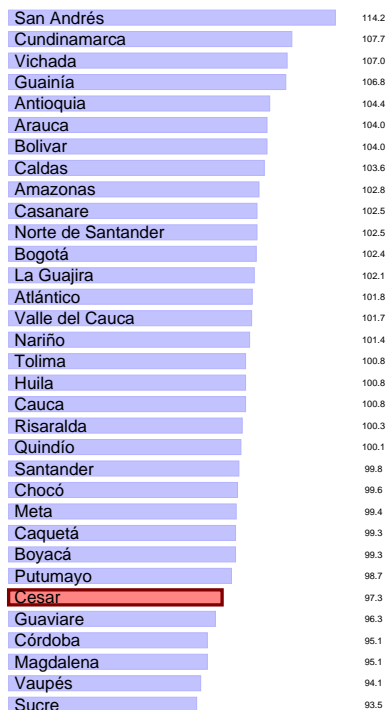 San Andrés 114.2
Cundinamarca 107.7
Vichada 107.0
Guainía 106.8
Antioquia 104.4
Arauca 104.0
Bolivar 104.0
Caldas 103.6
Amazonas 102.8
Casanare 102.5
Norte de Santander 102.5
Bogotá 102.4
La Guajira 102.1
Atlántico 101.8
Valle del Cauca 101.7
Nariño 101.4
Tolima 100.8
Huila 100.8
Cauca 100.8
Risaralda 100.3
Quindío 100.1
Santander 99.8
Chocó 99.6
Meta 99.4
Caquetá 99.3
Boyacá 99.3
Putumayo 98.7
Cesar 97.3
Guaviare 96.3
Córdoba 95.1
Magdalena 95.1
Vaupés 94.1
Sucre 93.5